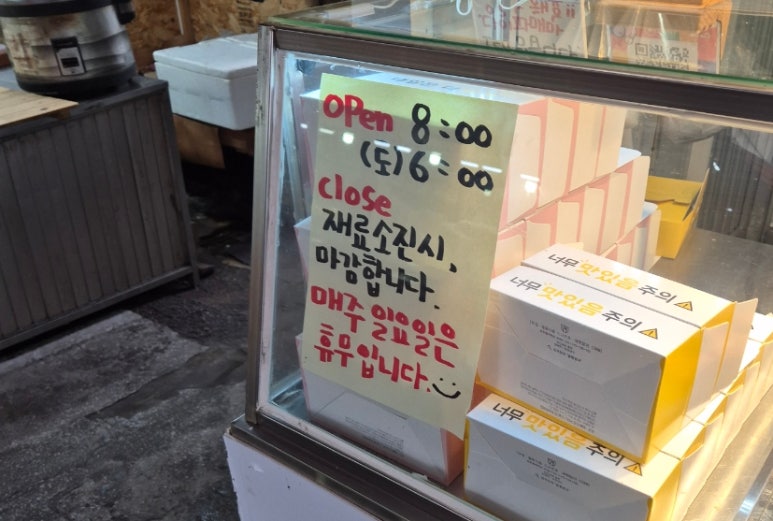 OPen 8:00
(토)6:00
Close
재료소진시,
마감합니다.
매주 일요일은
휴무입니다.
너무 맛있음 주의
너무 맛있음 주의
너무 맛있음 주의